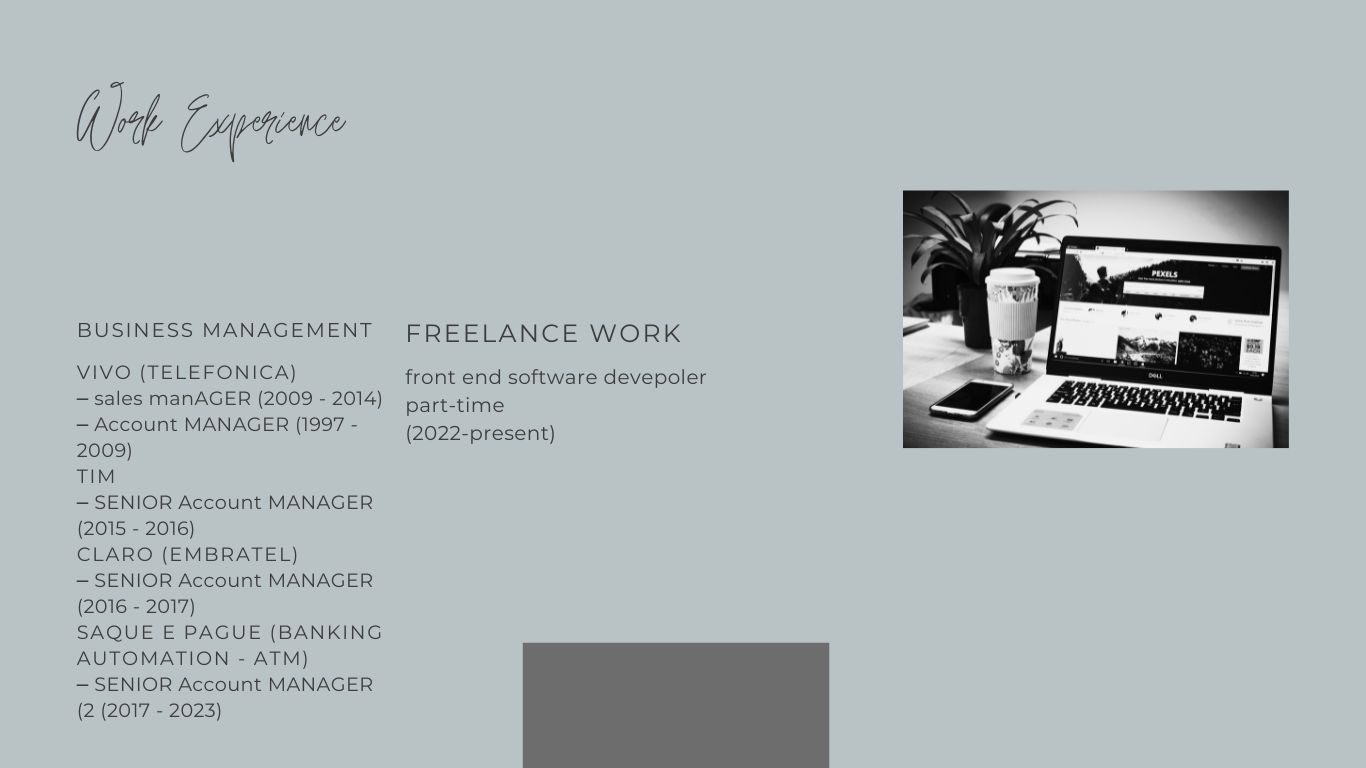 Work Experience
BUSINESS MANAGEMENT
VIVO (TELEFONICA)
– sales manAGER (2009 - 2014)
– Account MANAGER (1997 -
2009)
TIM
– SENIOR Account MANAGER
(2015 - 2016)
CLARO (EMBRATEL)
– SENIOR Account MANAGER
(2016 - 2017)
SAQUE E PAGUE (BANKING
AUTOMATION - ATM)
– SENIOR Account MANAGER
(2 (2017 - 2023)
FREELANCE WORK
front end software devepoler
part-time
(2022-present)
PEXELS
DELL